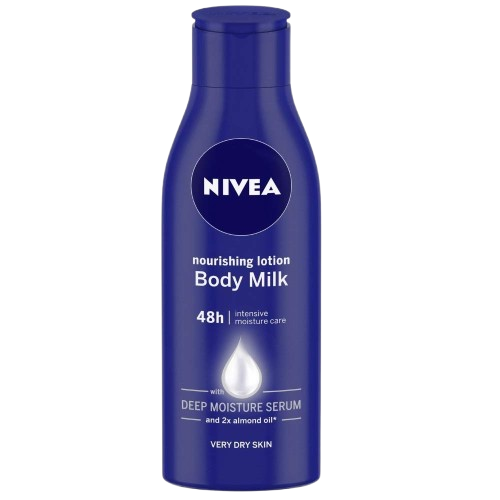 NIVEA
nourishing lotion
Body Milk
48h | intensive
moisture care
with
DEEP MOISTURE SERUM
and 2x almond oil*
VERY DRY SKIN